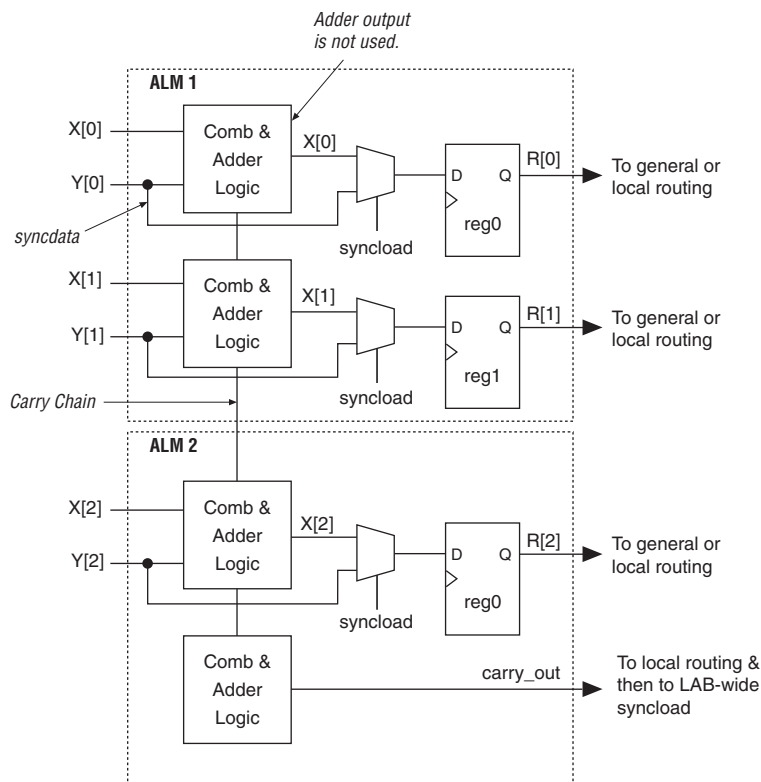 Adder output
is not used.
ALM 1
X[0]
Comb &
Adder
Logic
X[0]
Y[0]
syncdata
syncload
D
Q
reg0
R[0]
To general or
local routing
X[1]
Comb &
Adder
Logic
X[1]
Y[1]
syncload
D
Q
reg1
R[1]
To general or
local routing
Carry Chain
ALM 2
X[2]
Comb &
Adder
Logic
X[2]
Y[2]
syncload
D
Q
reg0
R[2]
To general or
local routing
Comb &
Adder
Logic
carry_out
To local routing &
then to LAB-wide
syncload